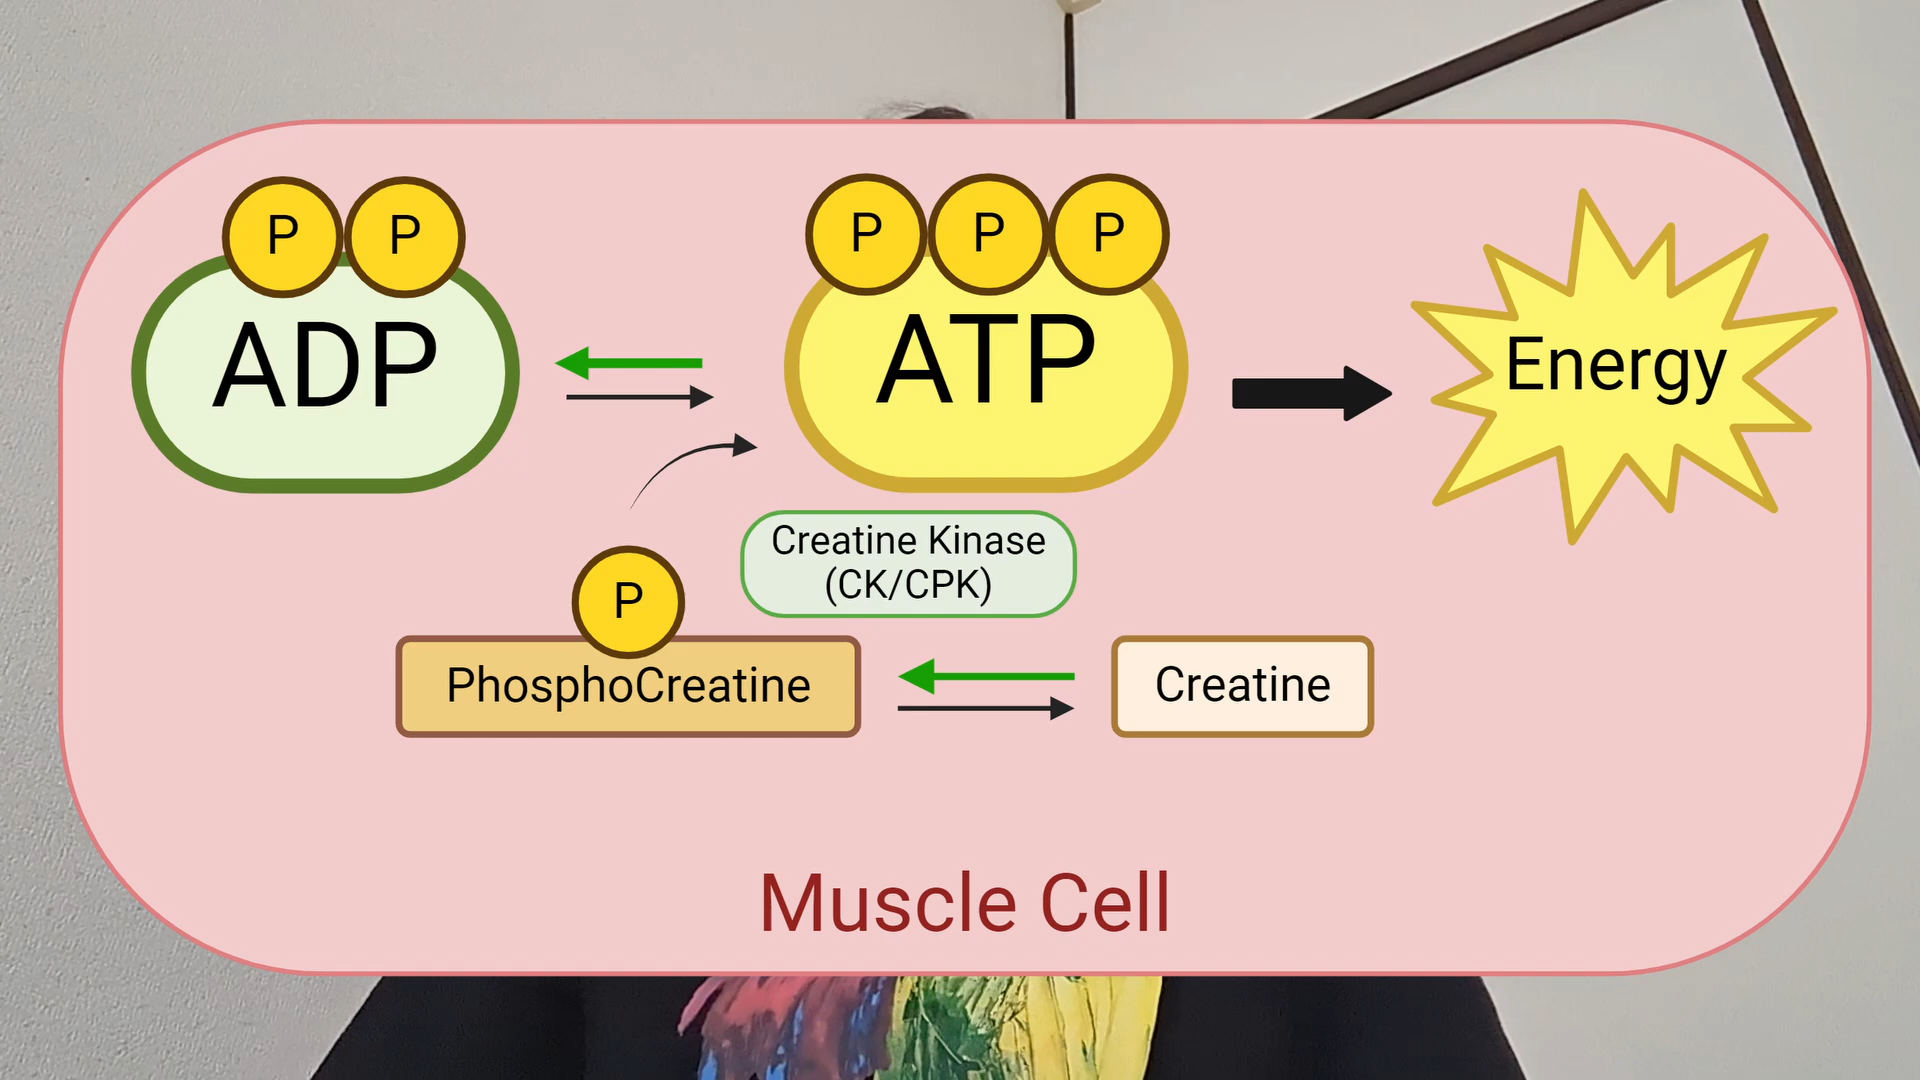 P P
ADP
P P P
ATP
Energy
Creatine Kinase
(CK/CPK)
P
PhosphoCreatine
Creatine
Muscle Cell